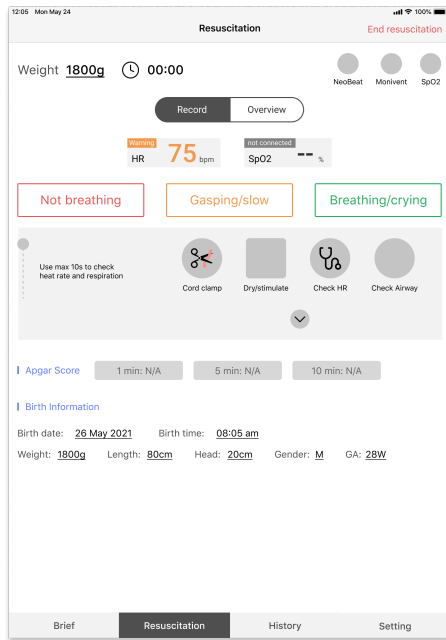 12:05 Mon May 24 100%
Resuscitation End resuscitation
Weight 1800g 00:00
NeoBeat Monivent SpO2
Record Overview
Warning not connected
HR 75 bpm SpO2 -- %
Not breathing Gasping/slow Breathing/crying
Use max 10s to check
heat rate and respiration
Cord clamp Dry/stimulate Check HR Check Airway
Apgar Score 1 min: N/A 5 min: N/A 10 min: N/A
Birth Information
Birth date: 26 May 2021 Birth time: 08:05 am
Weight: 1800g Length: 80cm Head: 20cm Gender: M GA: 28W
Brief Resuscitation History Setting